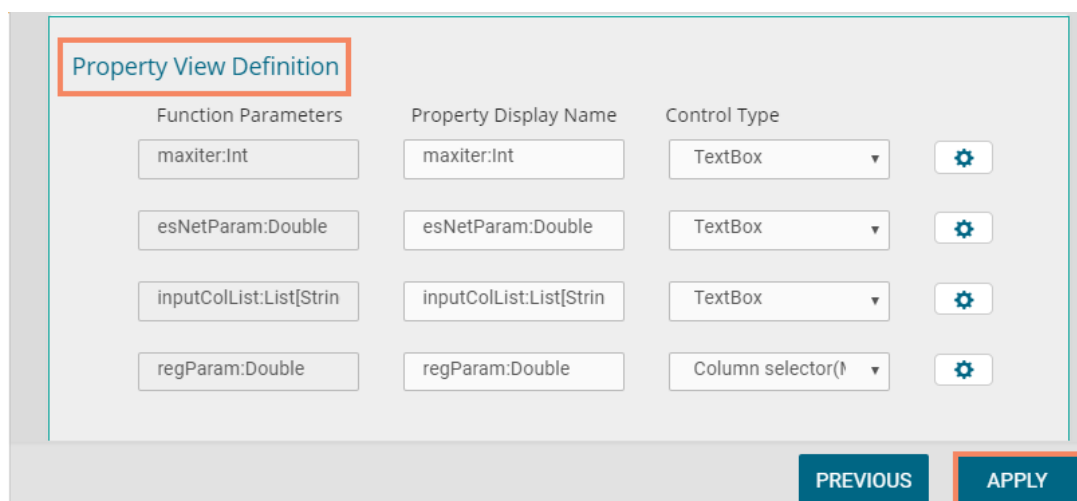 Property View Definition
Function Parameters Property Display Name Control Type
maxiter:Int maxiter:Int TextBox
esNetParam:Double esNetParam:Double TextBox
inputColList:List[Strin inputColList:List[Strin TextBox
regParam:Double regParam:Double Column selector(M
PREVIOUS APPLY